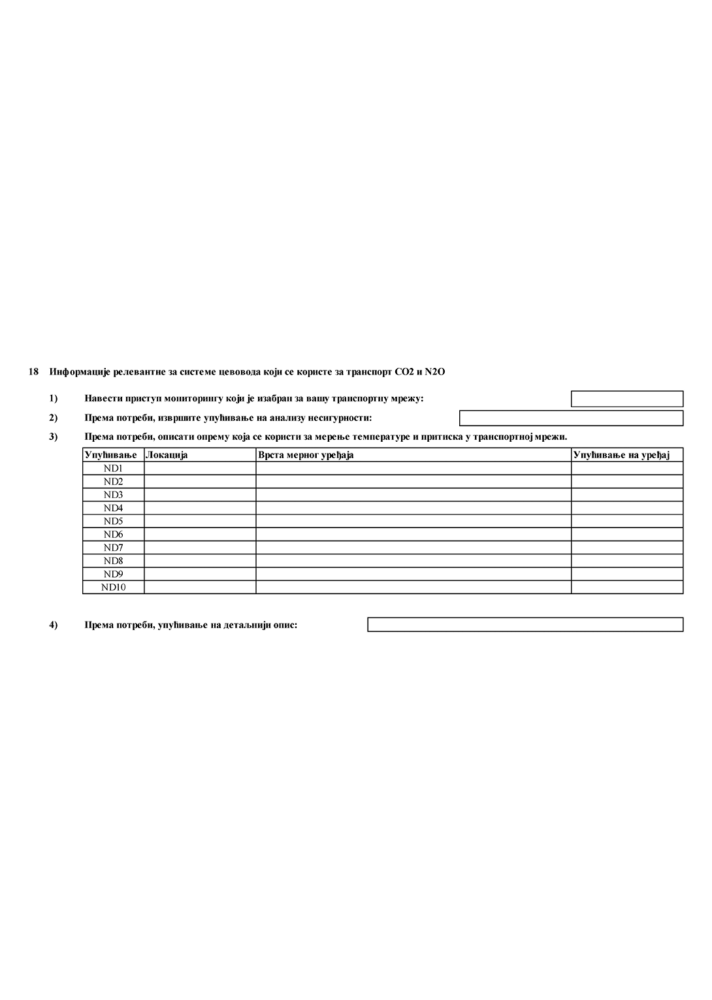 18 Информације релевантне за системе цевовода који се користе за транспорт CO2 и N2O
1) Навести приступ мониторингу који је изабран за вашу транспортну мрежу:
2) Према потреби, извршите упућивање на анализу несигурности:
3) Према потреби, описати опрему која се користи за мерење температуре и притиска у транспортној мрежи.
Упућивање Локација Врста мерног уређаја Упућивање на уређај
ND1
ND2
ND3
ND4
ND5
ND6
ND7
ND8
ND9
ND10
4) Према потреби, упућивање на детаљнији опис: